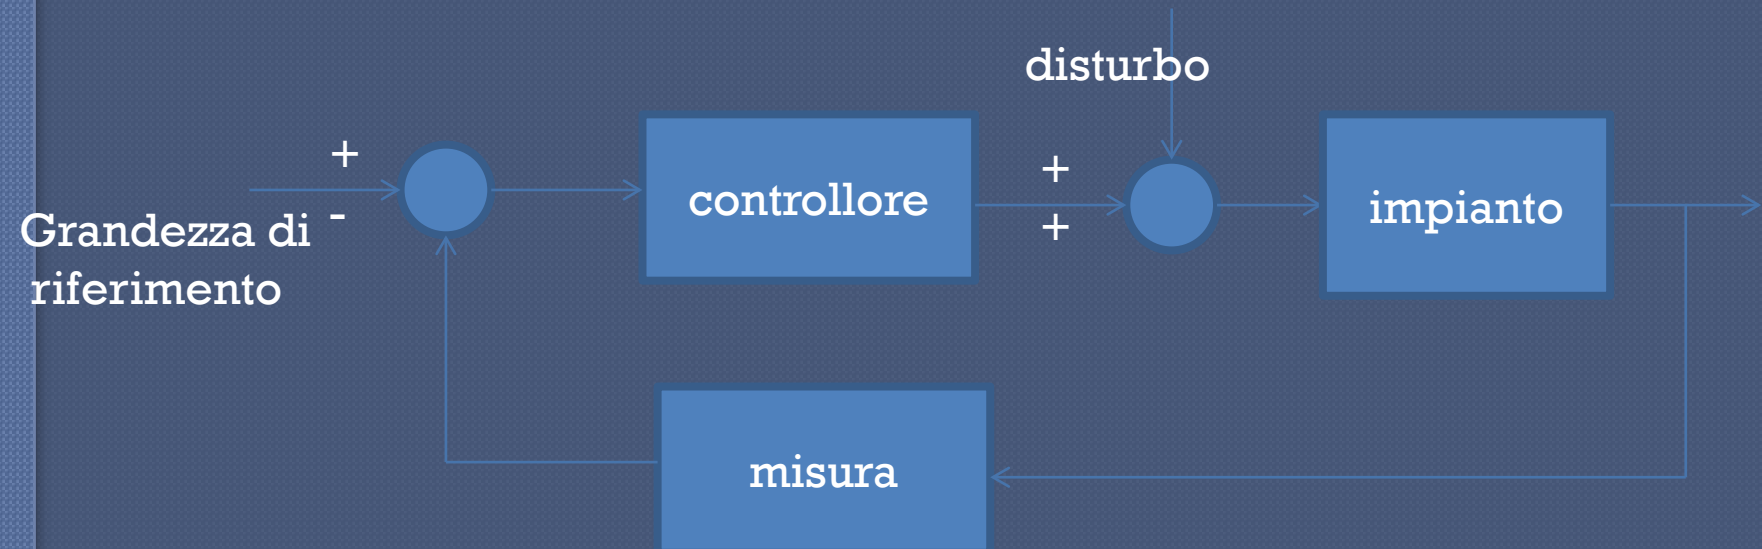 disturbo
+
-
Grandezza di
riferimento
controllore
+
+
impianto
misura